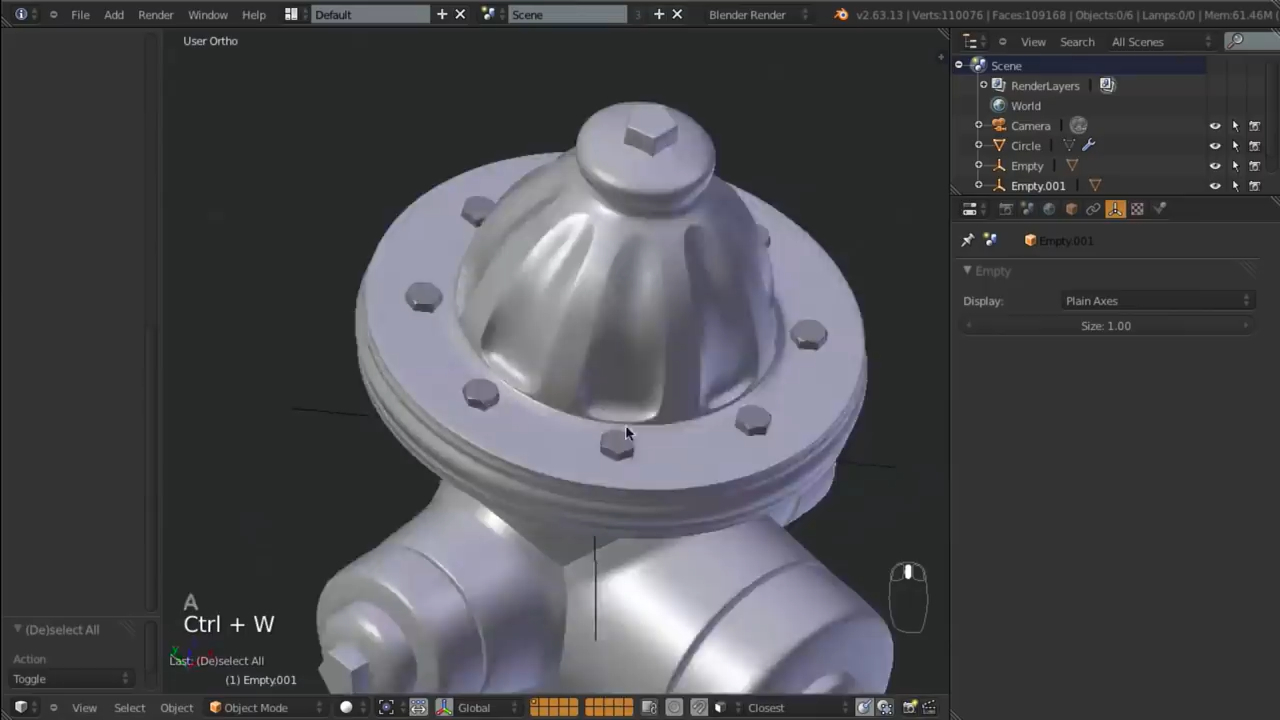 File Add Render Window Help Default Scene 3 Blender Render v2.63.13 | Verts:110076 | Faces:109168 | Objects:0/6 | Lamps:0/0 | Mem:61.46M
User Ortho
View Search All Scenes
Scene
RenderLayers
World
Camera
Circle
Empty
Empty.001
Empty.001
Empty
Display: Plain Axes
Size: 1.00
A
Ctrl + W
(De)select All
Action
Toggle
Last: (De)select All
(1) Empty.001
View Select Object Object Mode Global Closest